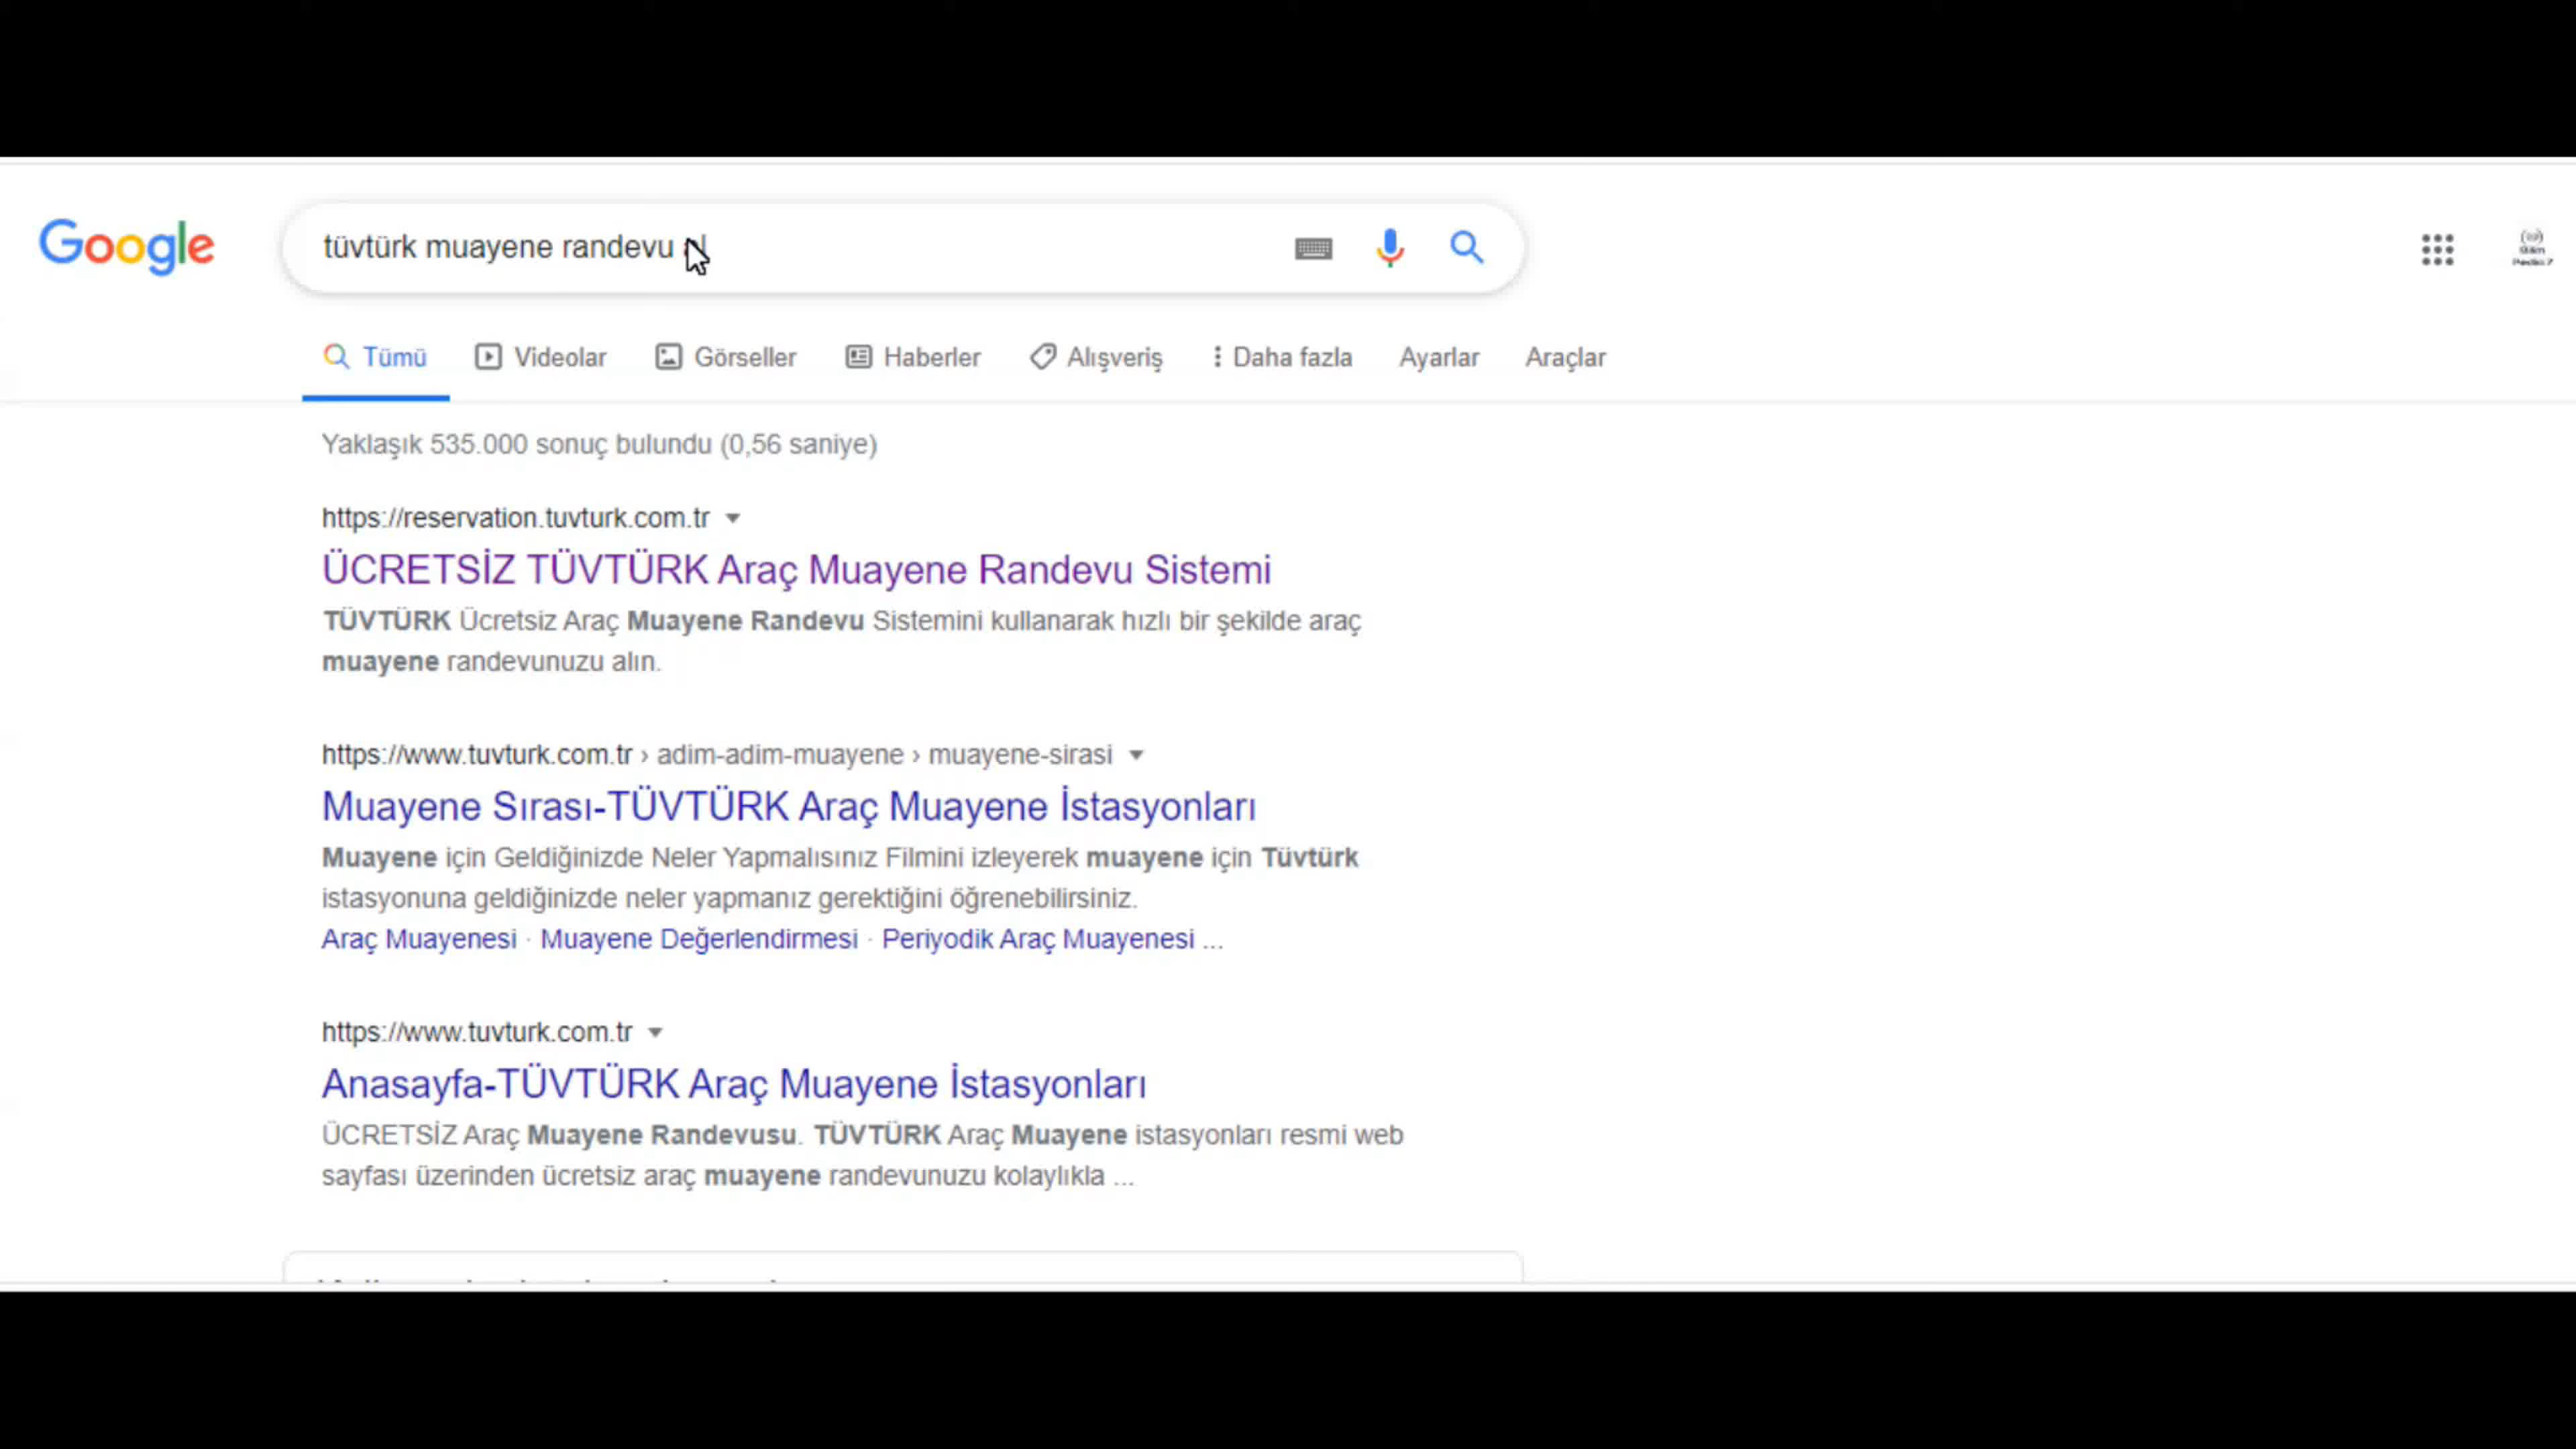 Google
tüvtürk muayene randevu
Tümü Videolar Görseller Haberler Alışveriş Daha fazla Ayarlar Araçlar
Yaklaşık 535.000 sonuç bulundu (0,56 saniye)
https://reservation.tuvturk.com.tr
ÜCRETSİZ TÜVTÜRK Araç Muayene Randevu Sistemi
TÜVTÜRK Ücretsiz Araç Muayene Randevu Sistemini kullanarak hızlı bir şekilde araç
muayene randevunuzu alın.
https://www.tuvturk.com.tr › adim-adim-muayene › muayene-sirasi
Muayene Sırası-TÜVTÜRK Araç Muayene İstasyonları
Muayene için Geldiğinizde Neler Yapmalısınız Filmini izleyerek muayene için Tüvtürk
istasyonuna geldiğinizde neler yapmanız gerektiğini öğrenebilirsiniz.
Araç Muayenesi · Muayene Değerlendirmesi · Periyodik Araç Muayenesi ...
https://www.tuvturk.com.tr
Anasayfa-TÜVTÜRK Araç Muayene İstasyonları
ÜCRETSİZ Araç Muayene Randevusu. TÜVTÜRK Araç Muayene istasyonları resmi web
sayfası üzerinden ücretsiz araç muayene randevunuzu kolaylıkla ...